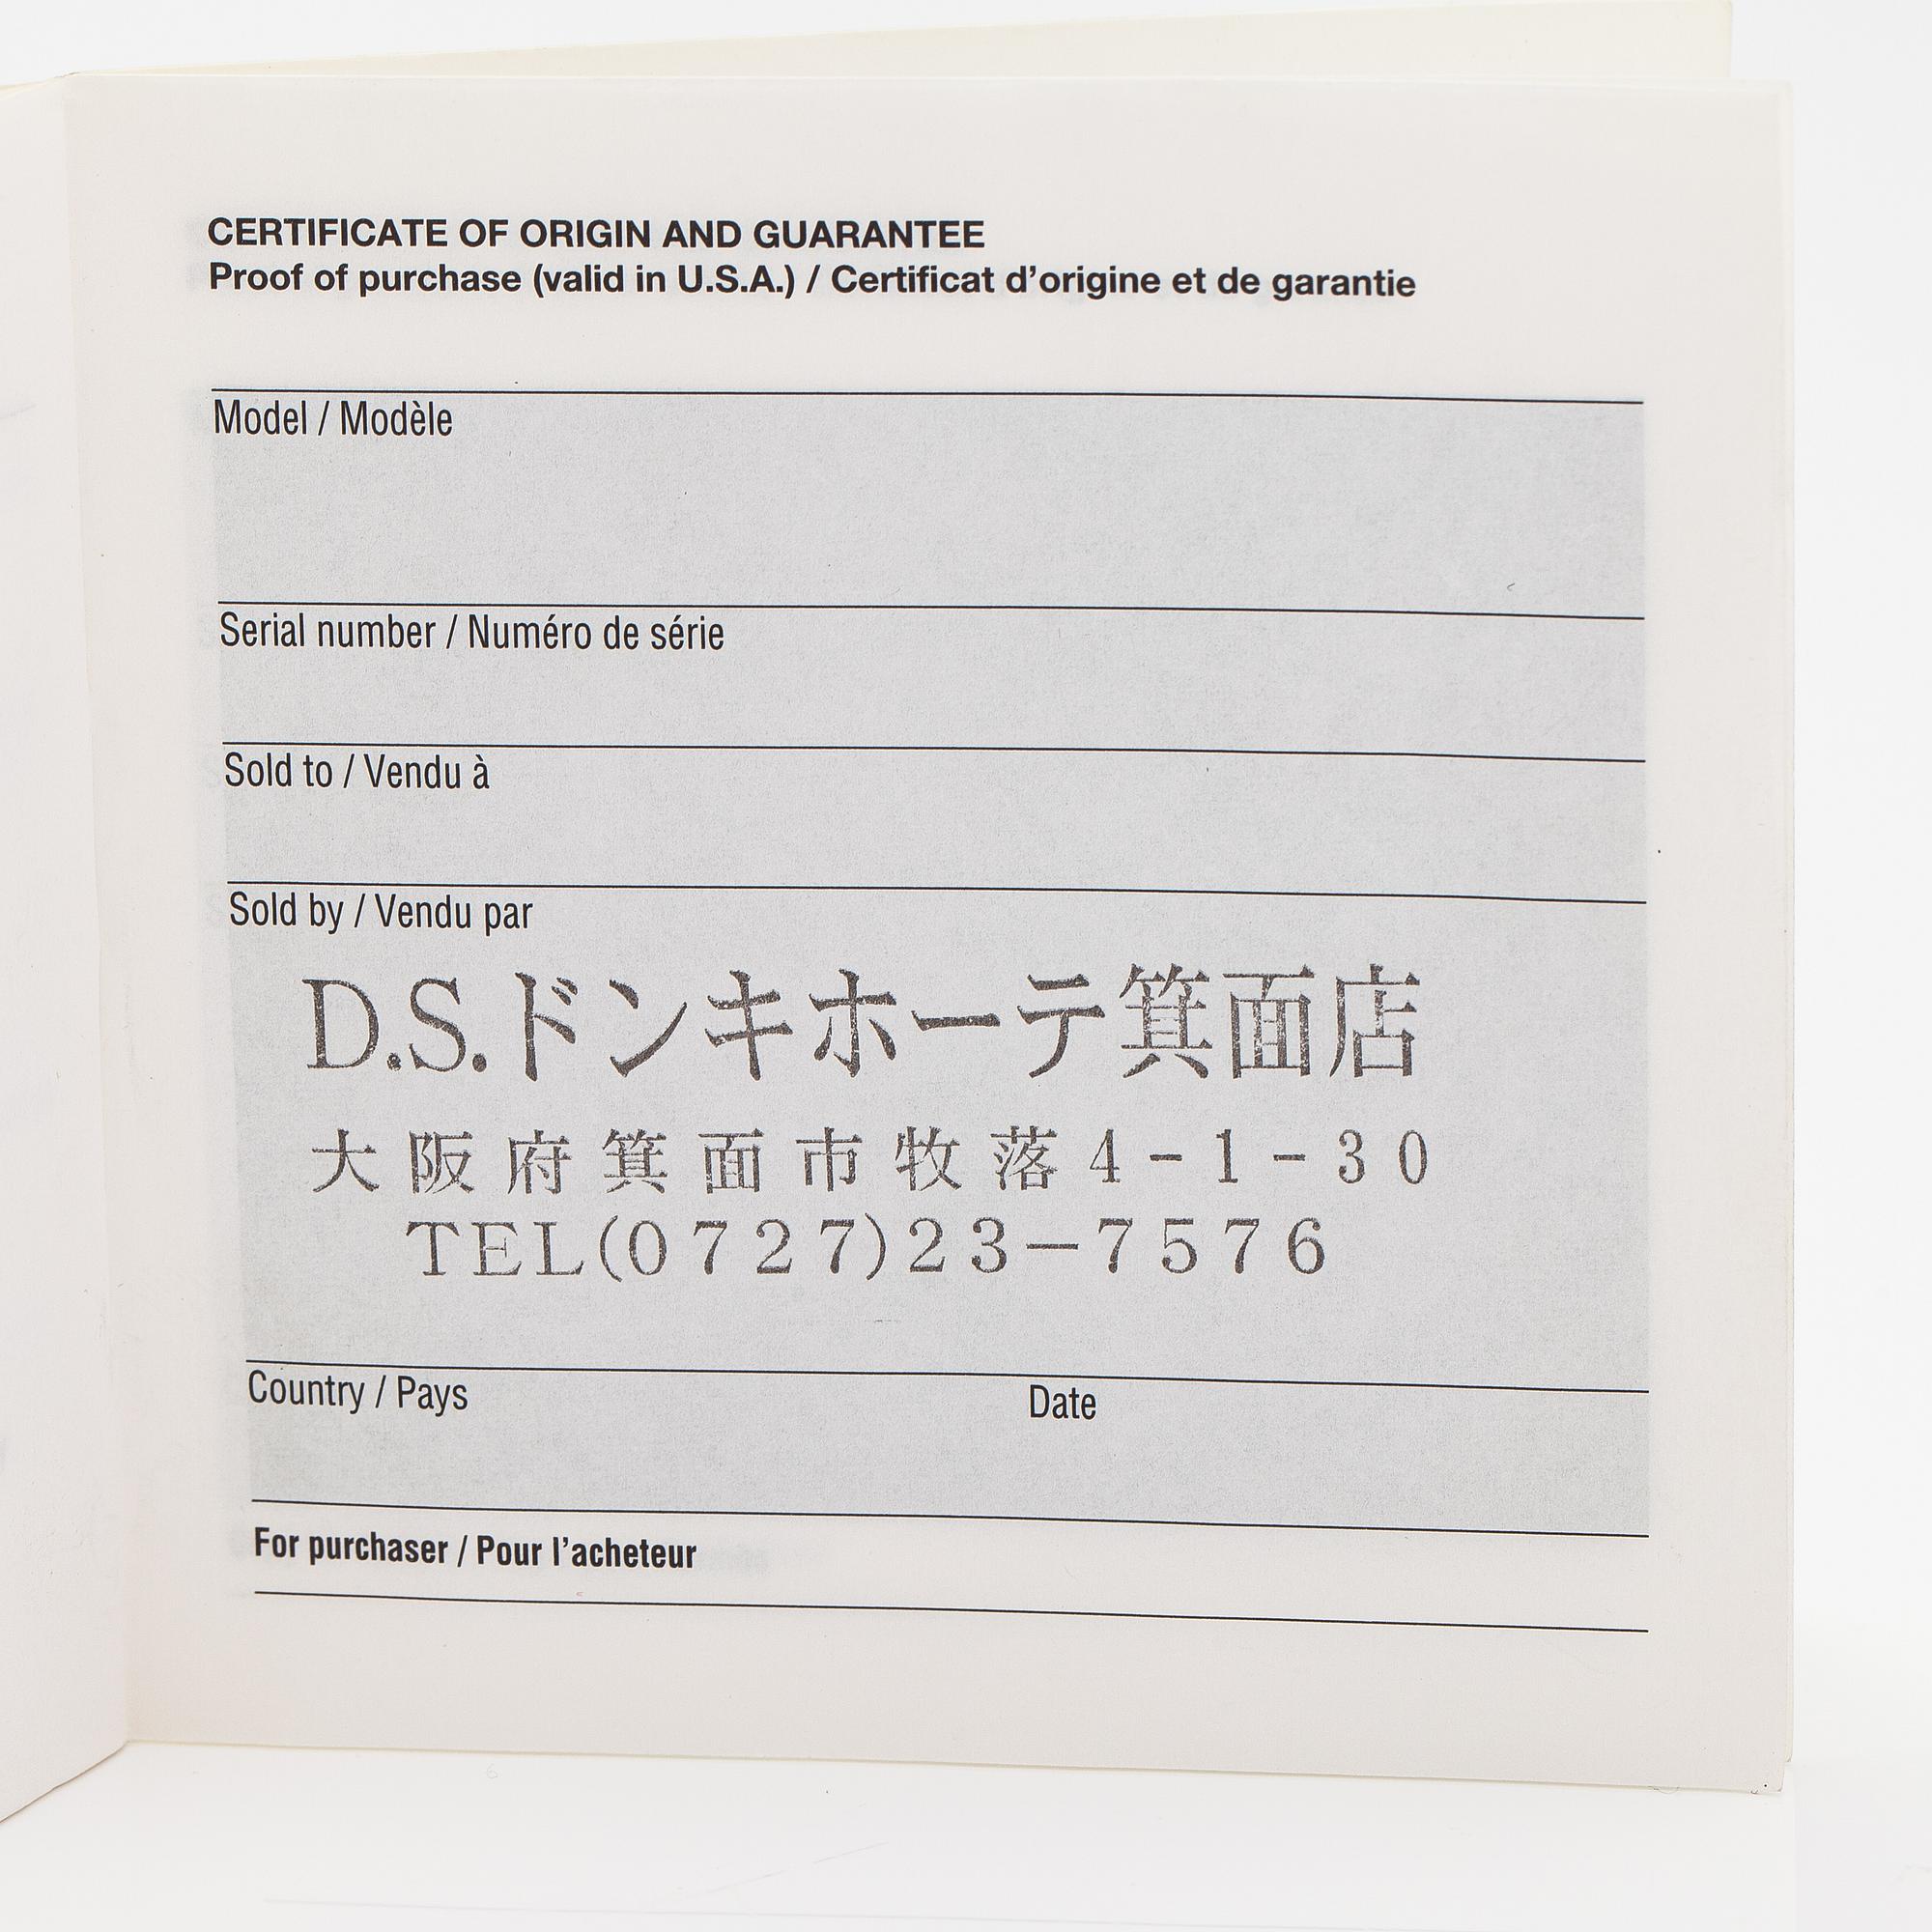 CERTIFICATE OF ORIGIN AND GUARANTEE
Proof of purchase (valid in U.S.A.) / Certificat d’origine et de garantie
Model / Modèle
Serial number / Numéro de série
Sold to / Vendu à
Sold by / Vendu par
D.S.ドンキホーテ箕面店
大阪府箕面市牧落4-1-30
TEL(0727)23-7576
Country / Pays Date
For purchaser / Pour l’acheteur